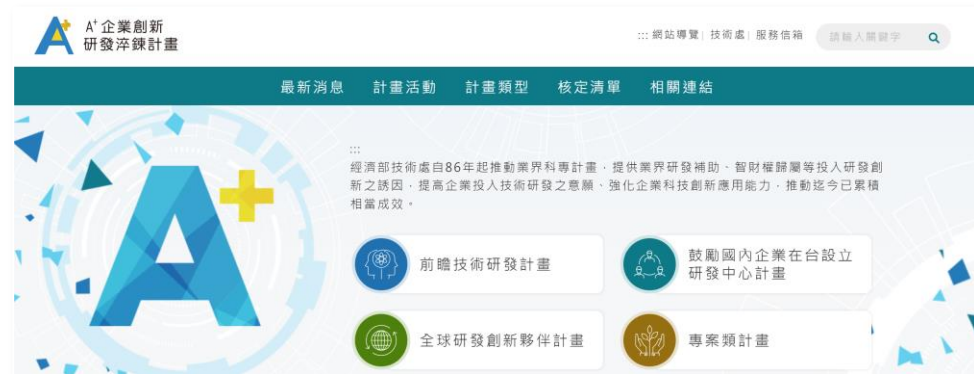 A+ 企業創新
研發淬鍊計畫
::: 網站導覽| 技術處| 服務信箱
請輸入關鍵字
最新消息 計畫活動 計畫類型 核定清單 相關連結
:::
經濟部技術處自86年起推動業界科專計畫，提供業界研發補助、智財權歸屬等投入研發創
新之誘因，提高企業投入技術研發之意願、強化企業科技創新應用能力，推動迄今已累積
相當成效。
A+
前瞻技術研發計畫
鼓勵國內企業在台設立
研發中心計畫
全球研發創新夥伴計畫
專案類計畫